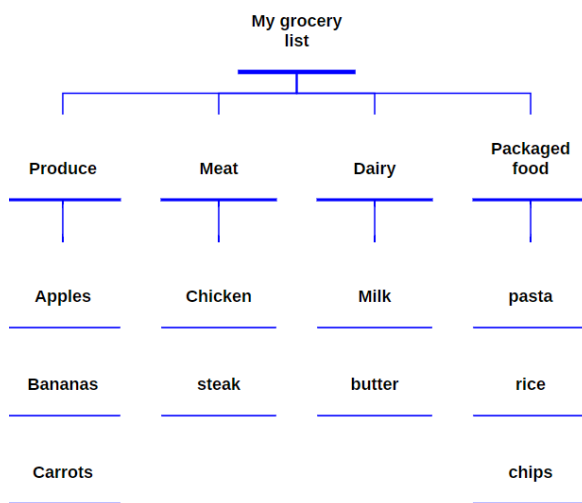 My grocery
list
Produce
Meat
Dairy
Packaged
food
Apples
Chicken
Milk
pasta
Bananas
steak
butter
rice
Carrots
chips